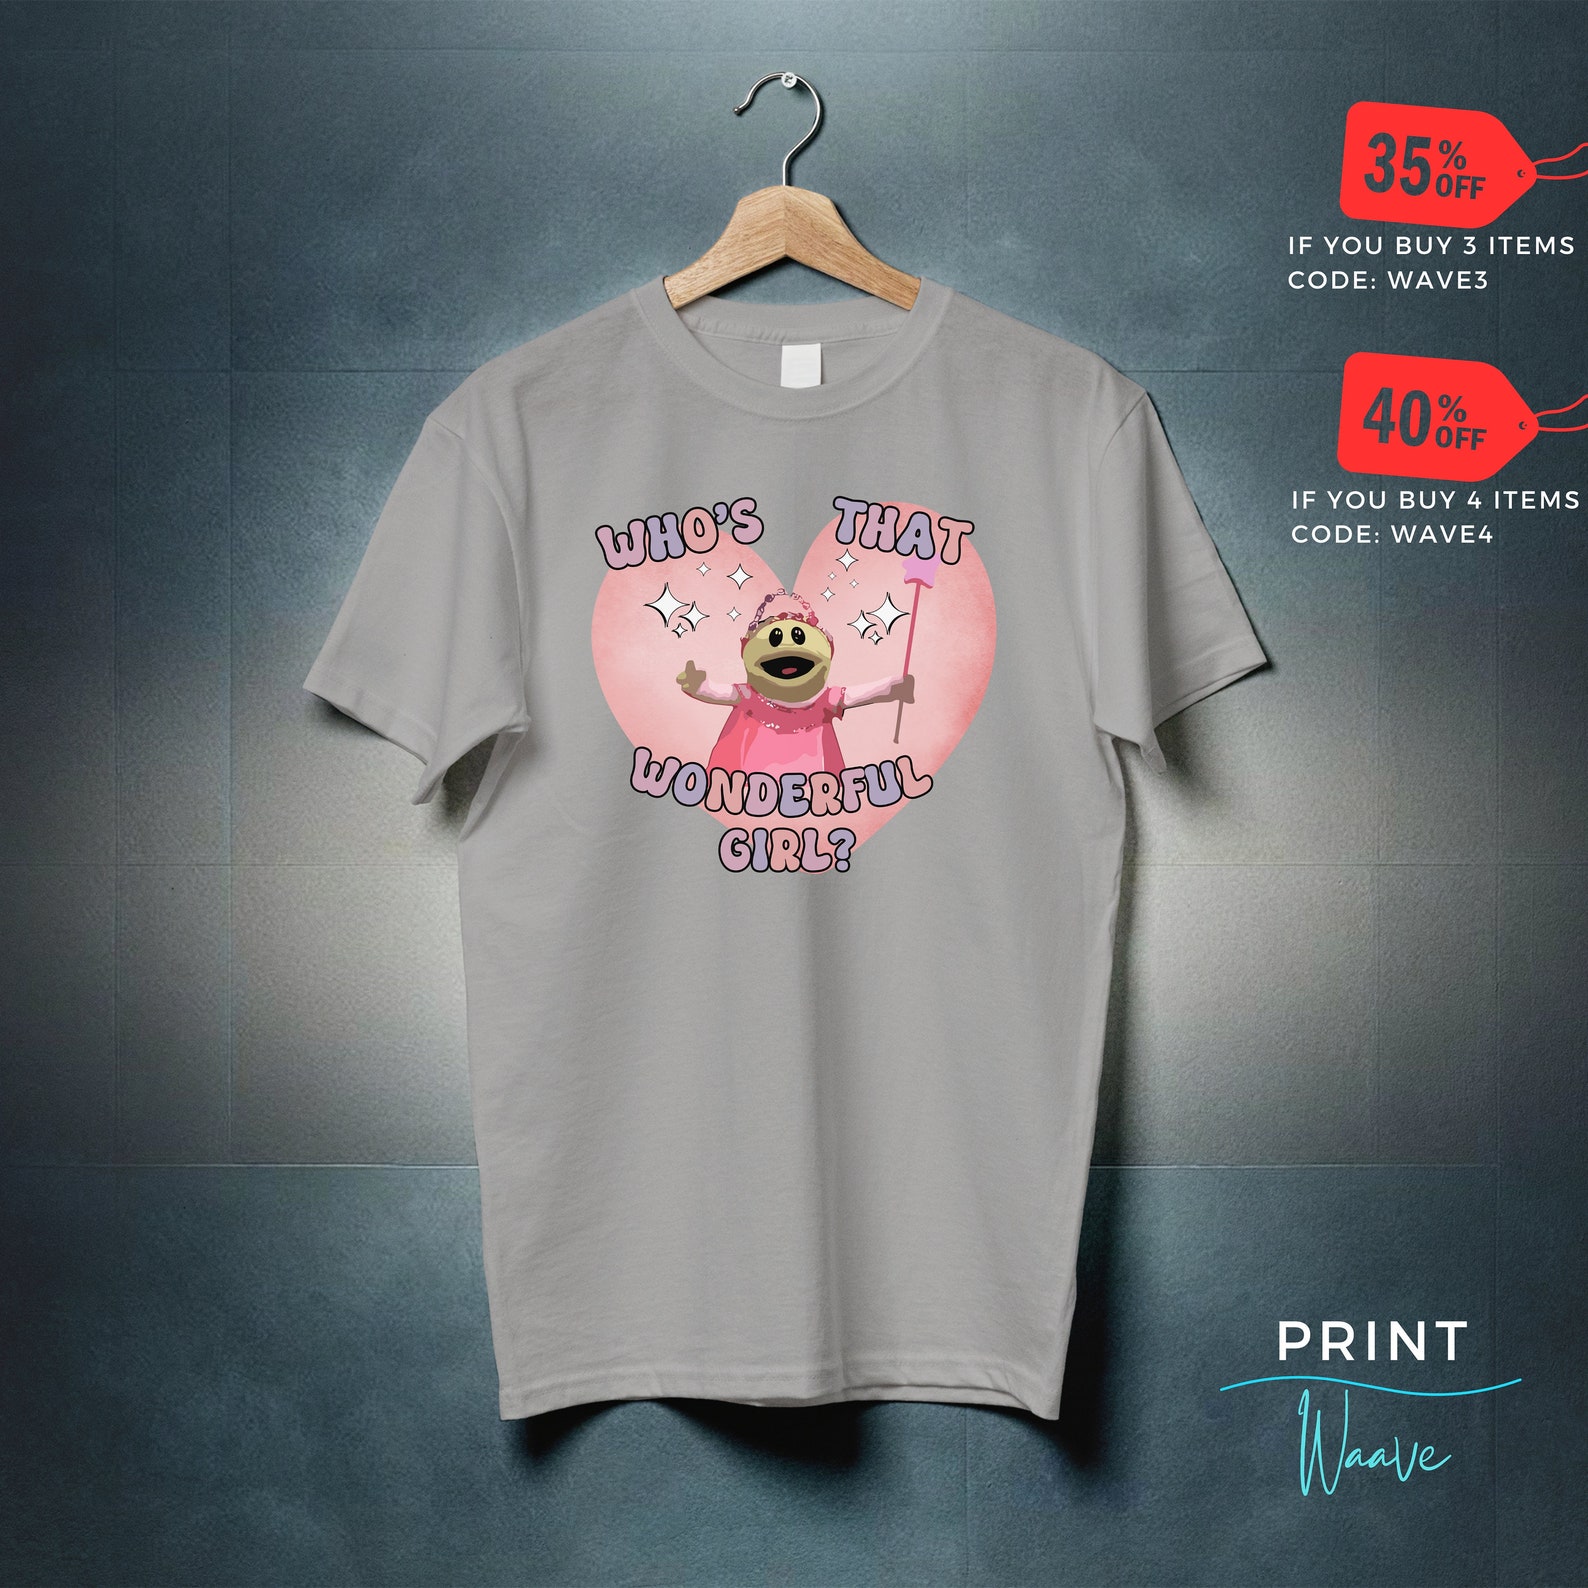 WHO'S THAT
WONDERFUL
GIRL?
35% OFF
IF YOU BUY 3 ITEMS
CODE: WAVE3
40% OFF
IF YOU BUY 4 ITEMS
CODE: WAVE4
PRINT
Waave